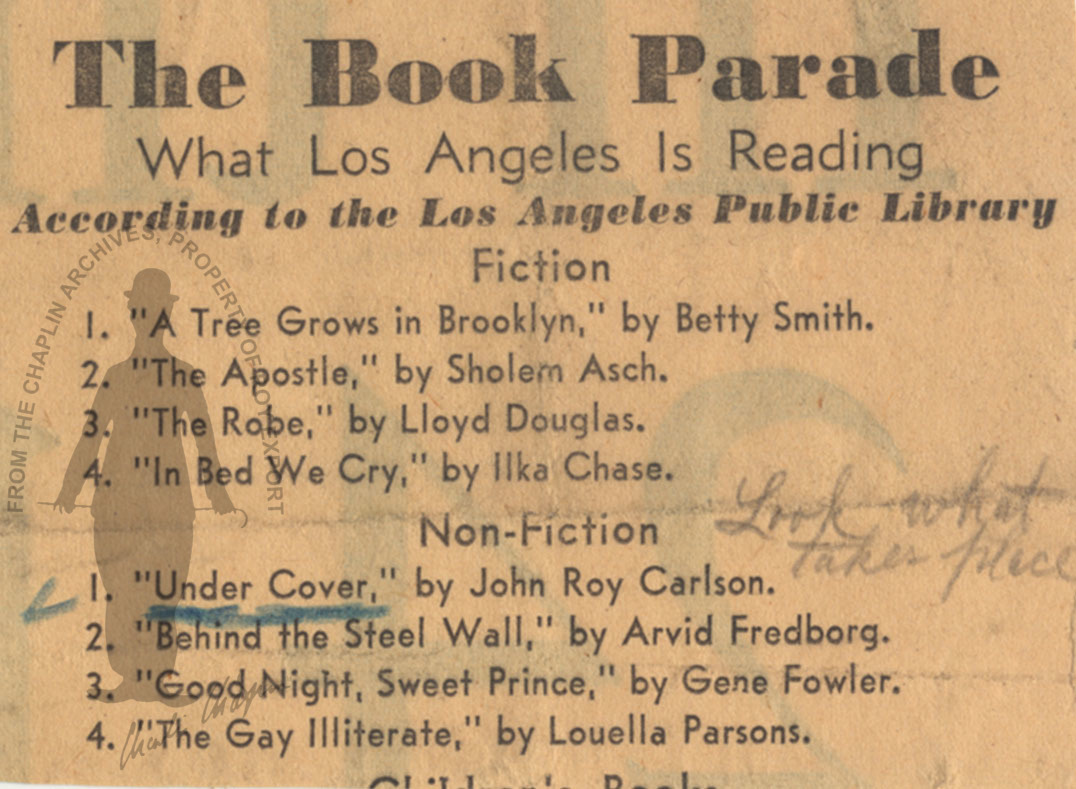 The Book Parade
What Los Angeles Is Reading
According to the Los Angeles Public Library
Fiction
1. "A Tree Grows in Brooklyn," by Betty Smith.
2. "The Apostle," by Sholem Asch.
3. "The Robe," by Lloyd Douglas.
4. "In Bed We Cry," by Ilka Chase.
Look what
takes place
Non-Fiction
1. "Under Cover," by John Roy Carlson.
2. "Behind the Steel Wall," by Arvid Fredborg.
3. "Good Night, Sweet Prince," by Gene Fowler.
4. "The Gay Illiterate," by Louella Parsons.
Children's Books
FROM THE CHAPLIN ARCHIVES, PROPERTY OF ROY EXPORT
Charlie Chaplin